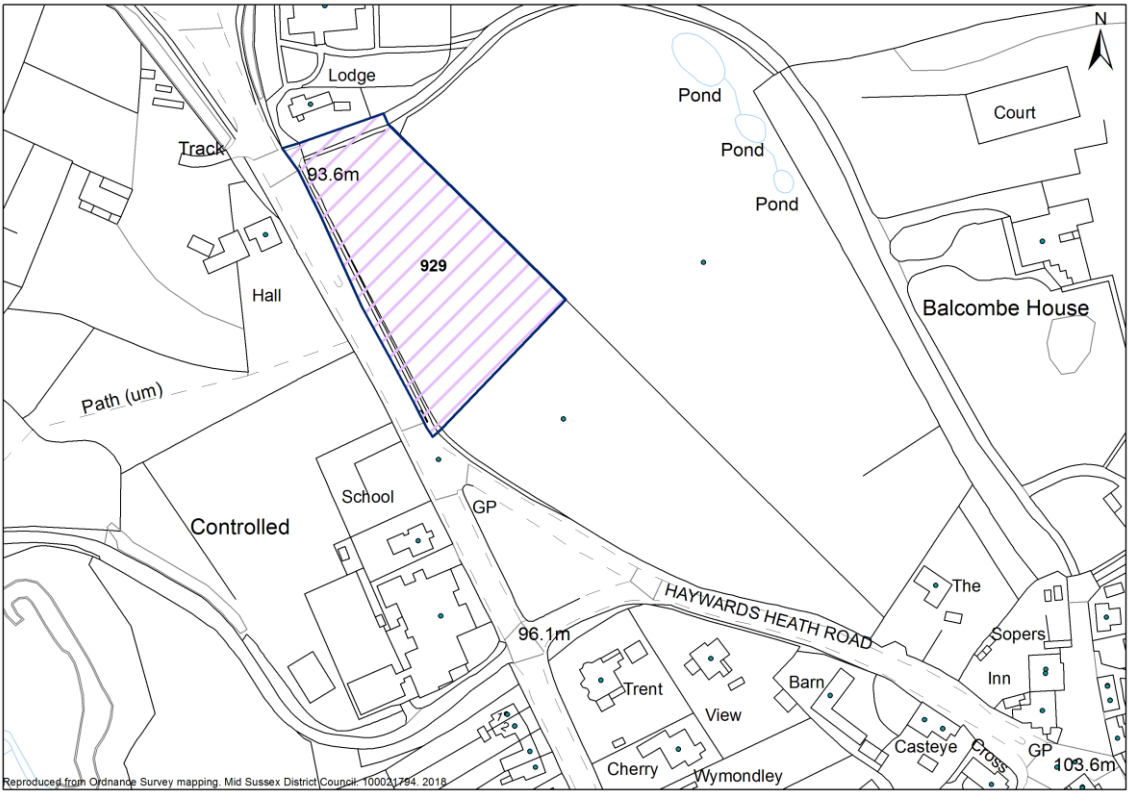 N
Lodge
Pond
Court
Track
Pond
93.6m
Pond
929
Hall
Balcombe House
Path (um)
School
GP
Controlled
HAYWARDS HEATH ROAD
The
96.1m
Sopers
Inn
Trent
Barn
View
Casteye
Cross
GP
Cherry
Wymondley
103.6m
Reproduced from Ordnance Survey mapping. Mid Sussex District Council. 100021794. 2018